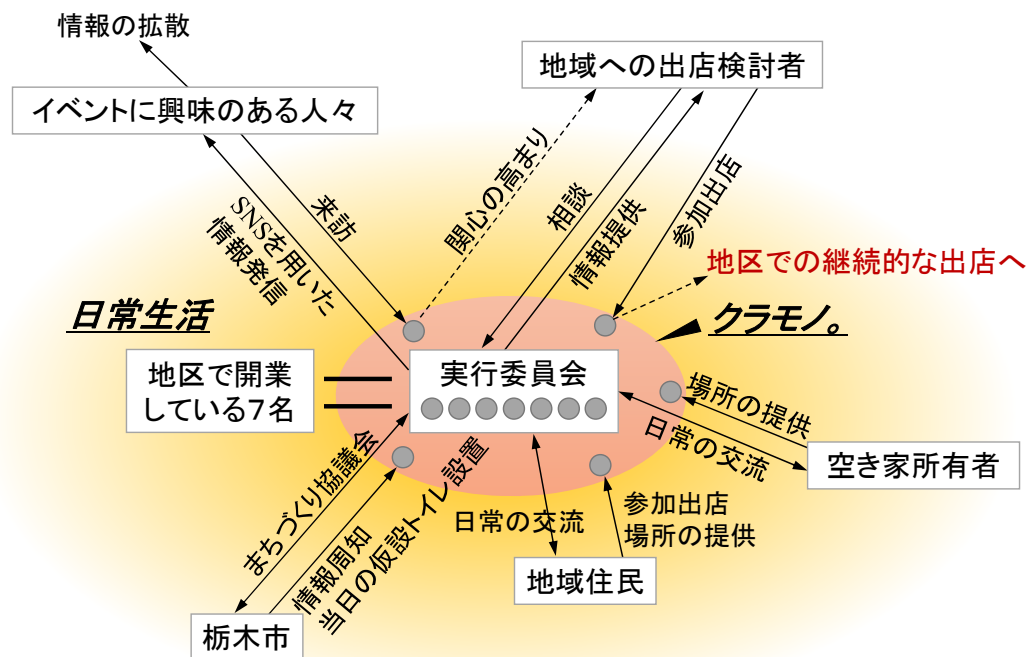 情報の拡散
イベントに興味のある人々
地域への出店検討者
来訪
SNSを用いた
情報発信
関心の高まり
相談
情報提供
参加出店
地区での継続的な出店へ
日常生活
クラモノ。
地区で開業
している7名
実行委員会
場所の提供
日常の交流
空き家所有者
まちづくり協議会
情報周知
当日の仮設トイレ設置
日常の交流
参加出店
場所の提供
地域住民
栃木市